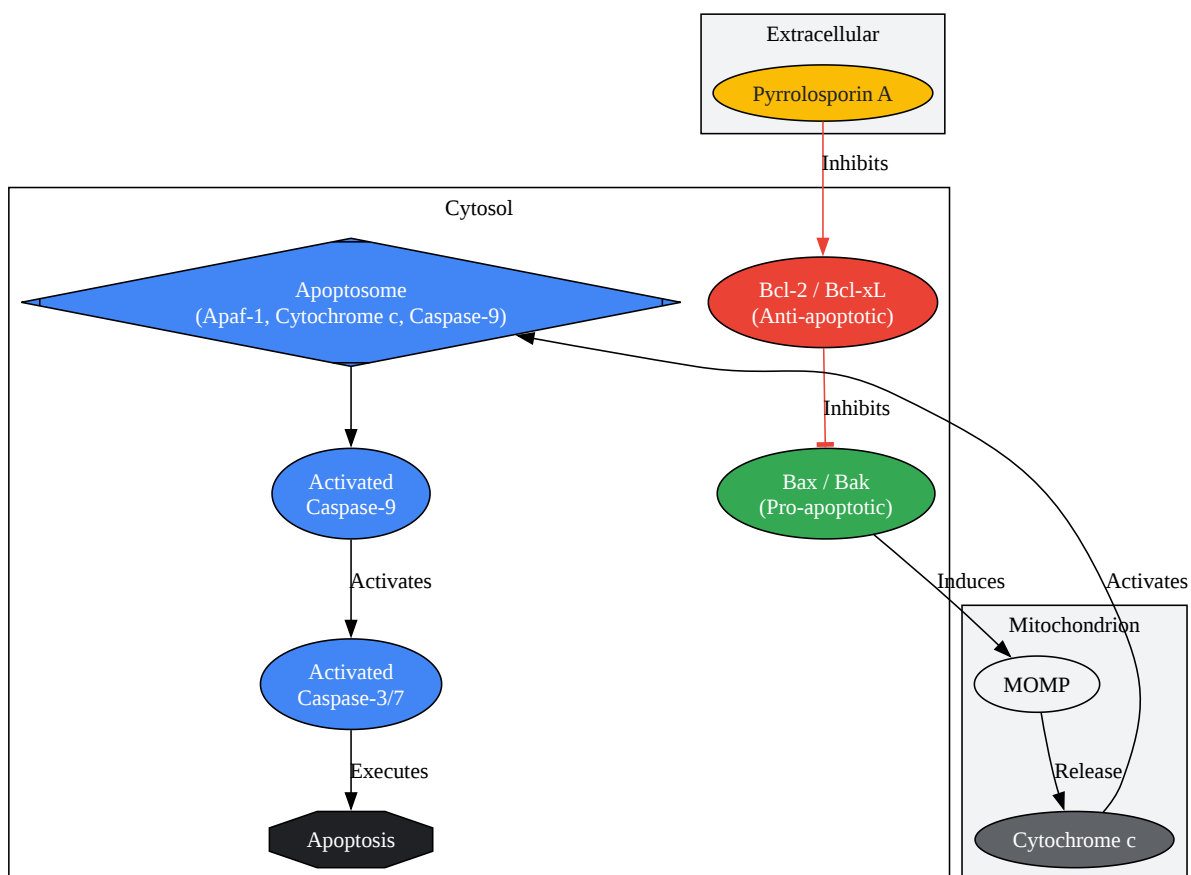 Extracellular
Pyrrolosporin A
Inhibits
Cytosol
Apoptosome
(Apaf-1, Cytochrome c, Caspase-9)
Bcl-2 / Bcl-xL
(Anti-apoptotic)
Inhibits
Activated
Caspase-9
Bax / Bak
(Pro-apoptotic)
Activates
Induces
Activates
Mitochondrion
Activated
Caspase-3/7
MOMP
Executes
Release
Apoptosis
Cytochrome c